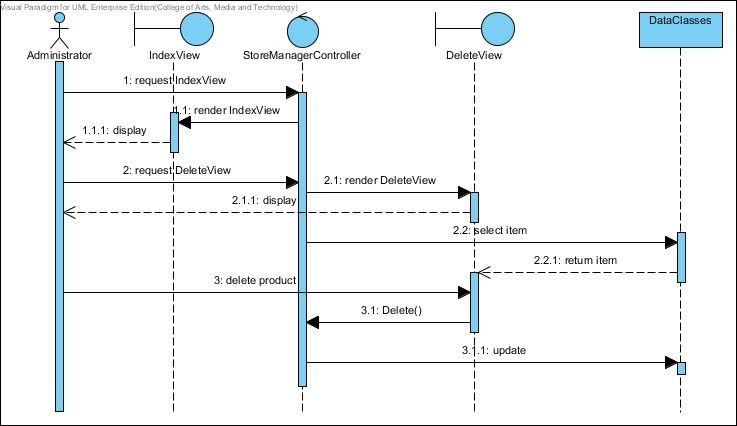 Visual Paradigm for UML Enterprise Edition(College of Arts, Media and Technology)
DataClasses
Administrator
IndexView
StoreManagerController
DeleteView
1: request IndexView
1.1: render IndexView
1.1.1: display
2: request DeleteView
2.1: render DeleteView
2.1.1: display
2.2: select item
2.2.1: return item
3: delete product
3.1: Delete()
3.1.1: update